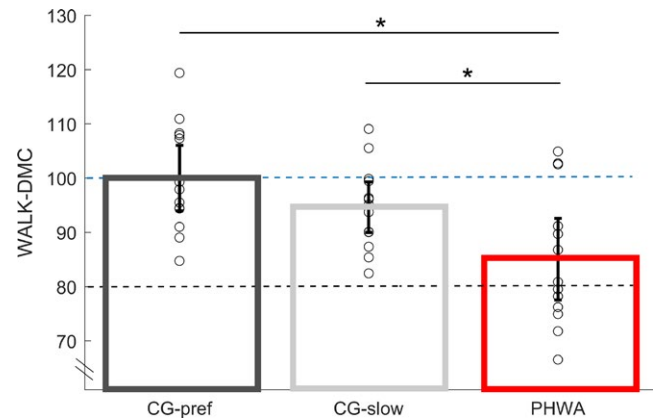 130
*
120
*
110
100
90
80
70
WALK-DMC
CG-pref
CG-slow
PHWA